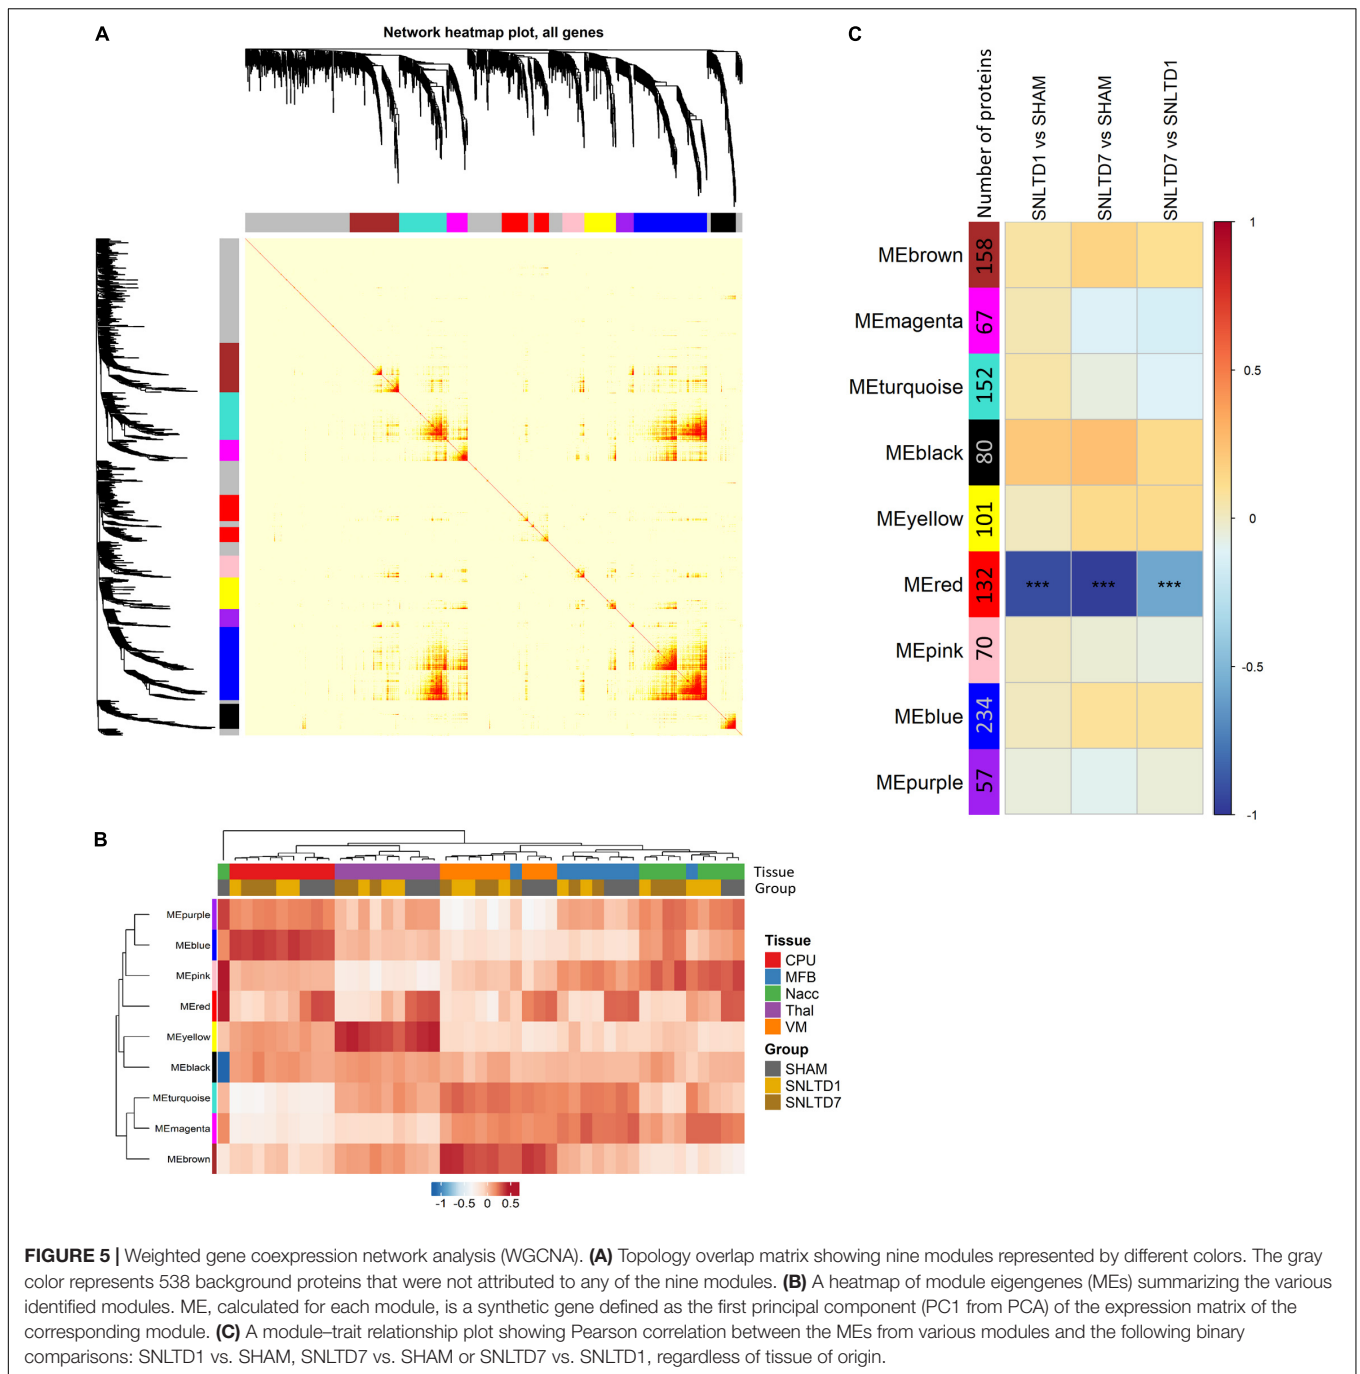 A
Network heatmap plot, all genes
C
Number of proteins
SNLTD1 vs SHAM
SNLTD7 vs SHAM
SNLTD7 vs SNLTD1
MEbrown 158
MEmagenta 67
MEturquoise 152
MEblack 80
MEyellow 101
MEred 132 *** *** ***
MEpink 70
MEblue 234
MEpurple 57
1
0.5
0
-0.5
-1
B
Tissue
Group
MEpurple
MEblue
MEpink
MEred
MEyellow
MEblack
MEturquoise
MEmagenta
MEbrown
-1 -0.5 0 0.5
Tissue
CPU
MFB
Nacc
Thal
VM
Group
SHAM
SNLTD1
SNLTD7
FIGURE 5 | Weighted gene coexpression network analysis (WGCNA). (A) Topology overlap matrix showing nine modules represented by different colors. The gray
color represents 538 background proteins that were not attributed to any of the nine modules. (B) A heatmap of module eigengenes (MEs) summarizing the various
identified modules. ME, calculated for each module, is a synthetic gene defined as the first principal component (PC1 from PCA) of the expression matrix of the
corresponding module. (C) A module–trait relationship plot showing Pearson correlation between the MEs from various modules and the following binary
comparisons: SNLTD1 vs. SHAM, SNLTD7 vs. SHAM or SNLTD7 vs. SNLTD1, regardless of tissue of origin.